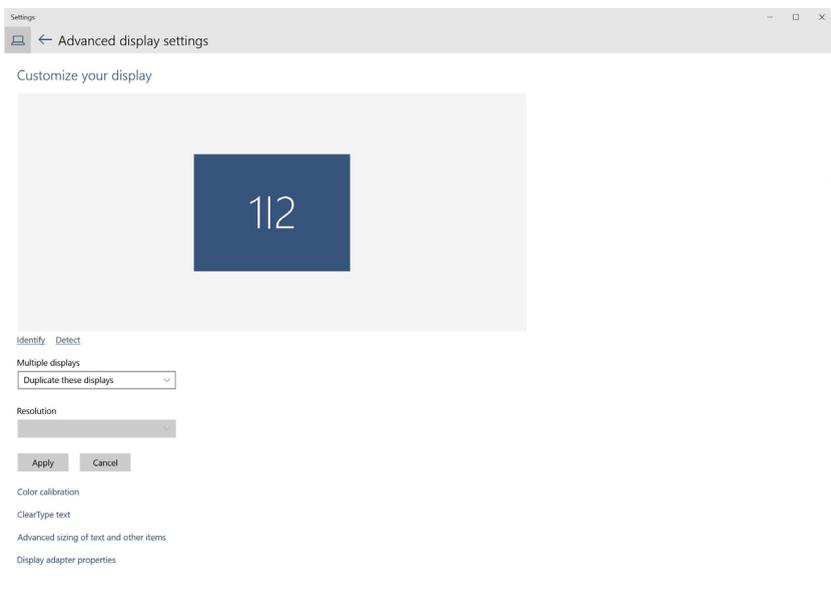 Settings
Advanced display settings
Customize your display
1|2
Identify Detect
Multiple displays
Duplicate these displays
Resolution
Apply Cancel
Color calibration
ClearType text
Advanced sizing of text and other items
Display adapter properties